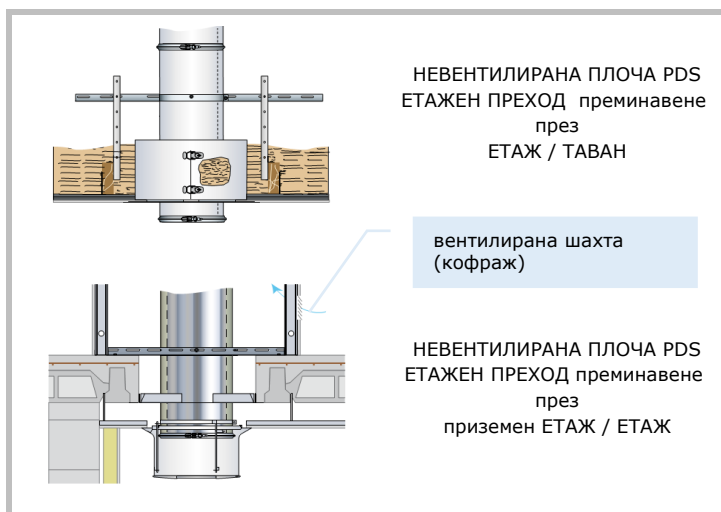 НЕВЕНТИЛИРАНА ПЛОЧА PDS
ЕТАЖЕН ПРЕХОД преминавене
през
ЕТАЖ / ТАВАН
вентилирана шахта
(кофраж)
НЕВЕНТИЛИРАНА ПЛОЧА PDS
ЕТАЖЕН ПРЕХОД преминавене
през
приземен ЕТАЖ / ЕТАЖ